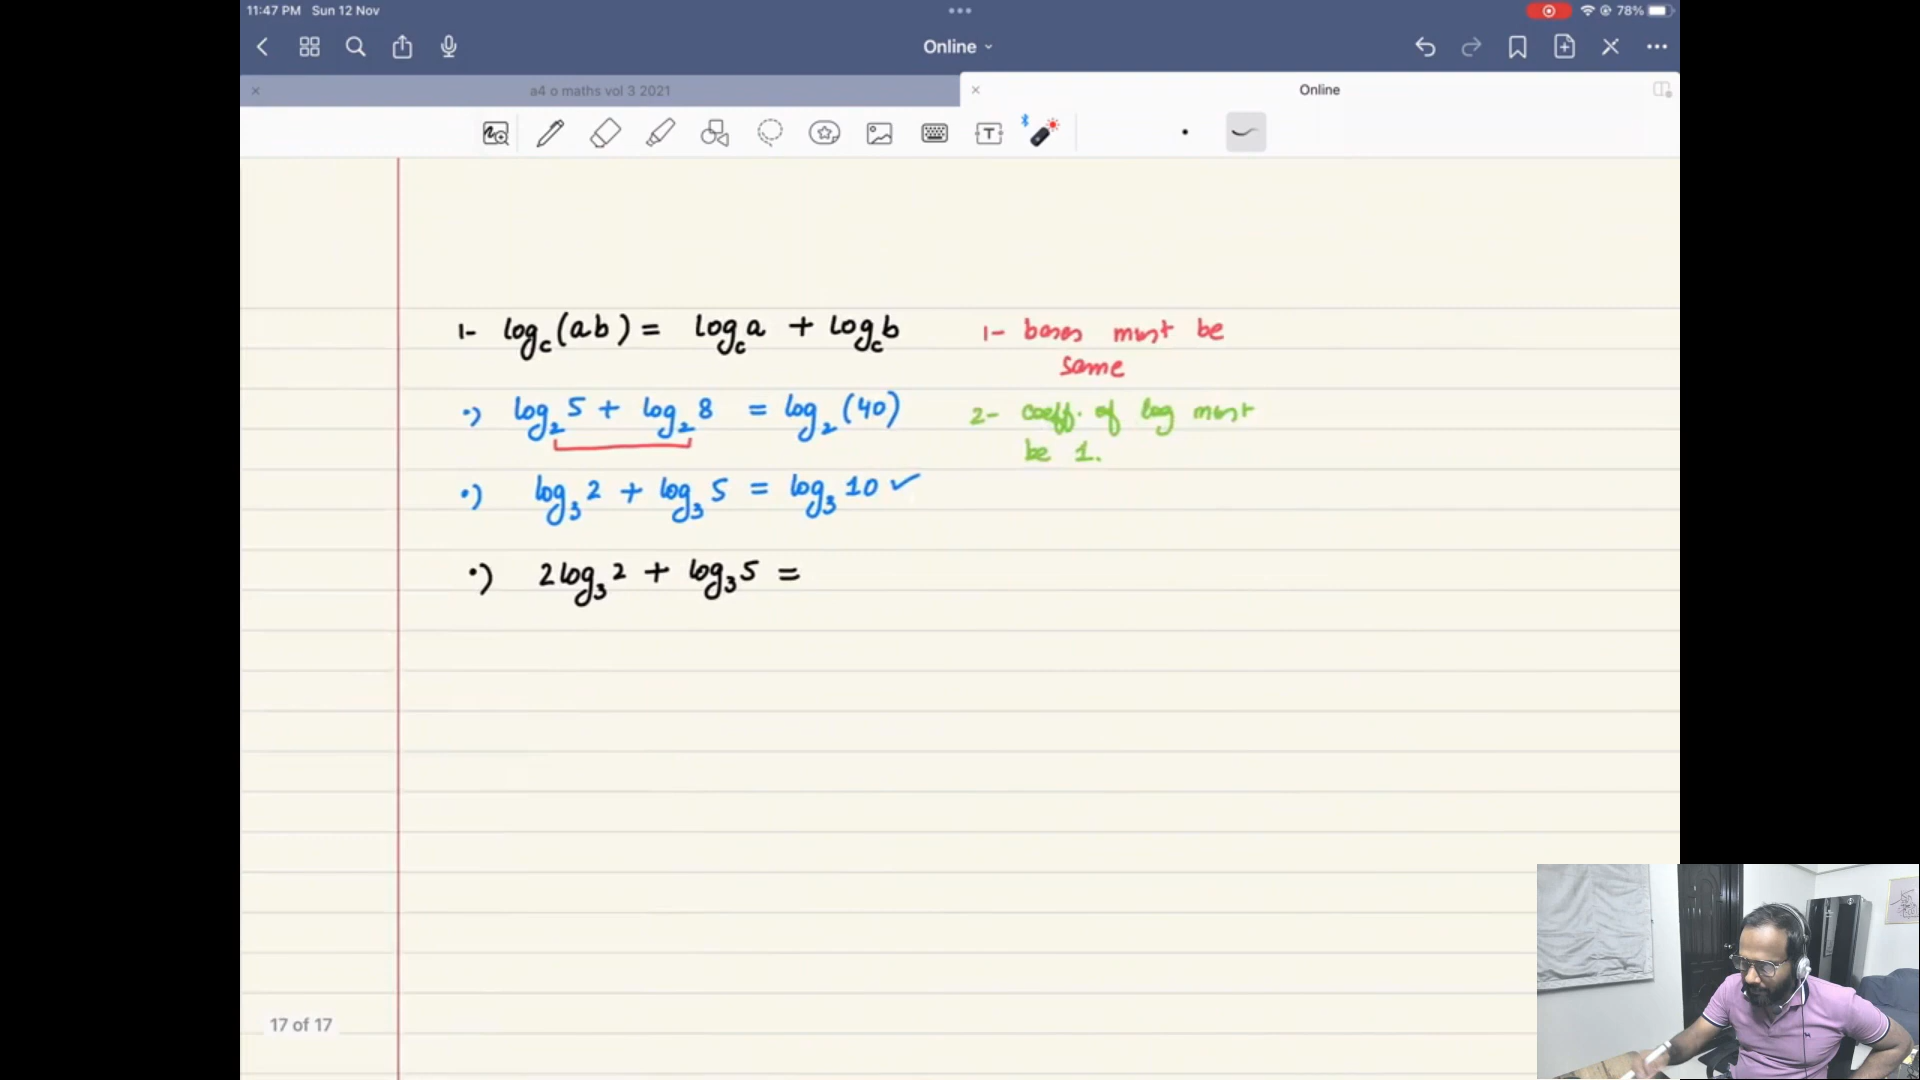 11:47 PM Sun 12 Nov
78%
Online
a4 o maths vol 3 2021
Online
1- log_c(ab) = log_c a + log_c b
1- bases must be
same
•) log_2 5 + log_2 8 = log_2 (40)
2- coeff. of log must
be 1.
•) log_3 2 + log_3 5 = log_3 10 ✓
•) 2log_3 2 + log_3 5 =
17 of 17